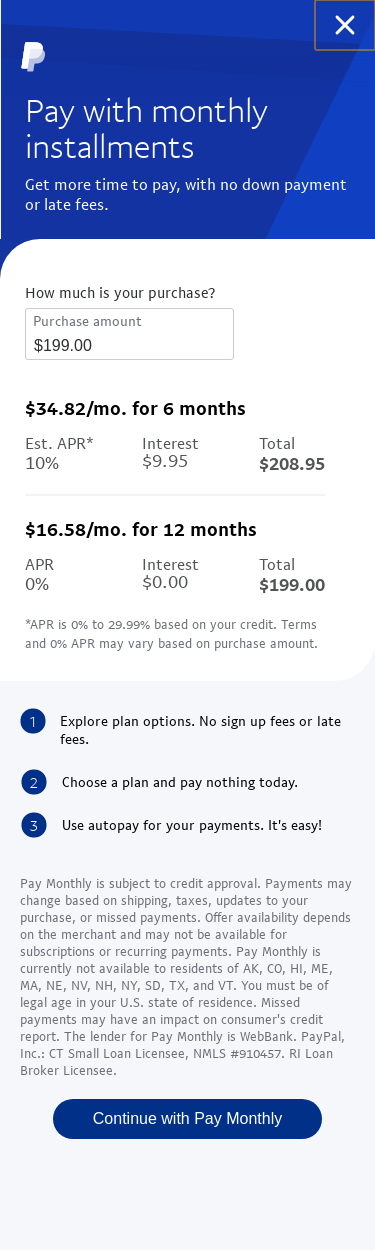 Pay with monthly
installments
Get more time to pay, with no down payment
or late fees.
How much is your purchase?
Purchase amount
$199.00
$34.82/mo. for 6 months
Est. APR* Interest Total
10% $9.95 $208.95
$16.58/mo. for 12 months
APR Interest Total
0% $0.00 $199.00
*APR is 0% to 29.99% based on your credit. Terms
and 0% APR may vary based on purchase amount.
1 Explore plan options. No sign up fees or late
fees.
2 Choose a plan and pay nothing today.
3 Use autopay for your payments. It's easy!
Pay Monthly is subject to credit approval. Payments may
change based on shipping, taxes, updates to your
purchase, or missed payments. Offer availability depends
on the merchant and may not be available for
subscriptions or recurring payments. Pay Monthly is
currently not available to residents of AK, CO, HI, ME,
MA, NE, NV, NH, NY, SD, TX, and VT. You must be of
legal age in your U.S. state of residence. Missed
payments may have an impact on consumer's credit
report. The lender for Pay Monthly is WebBank. PayPal,
Inc.: CT Small Loan Licensee, NMLS #910457. RI Loan
Broker Licensee.
Continue with Pay Monthly